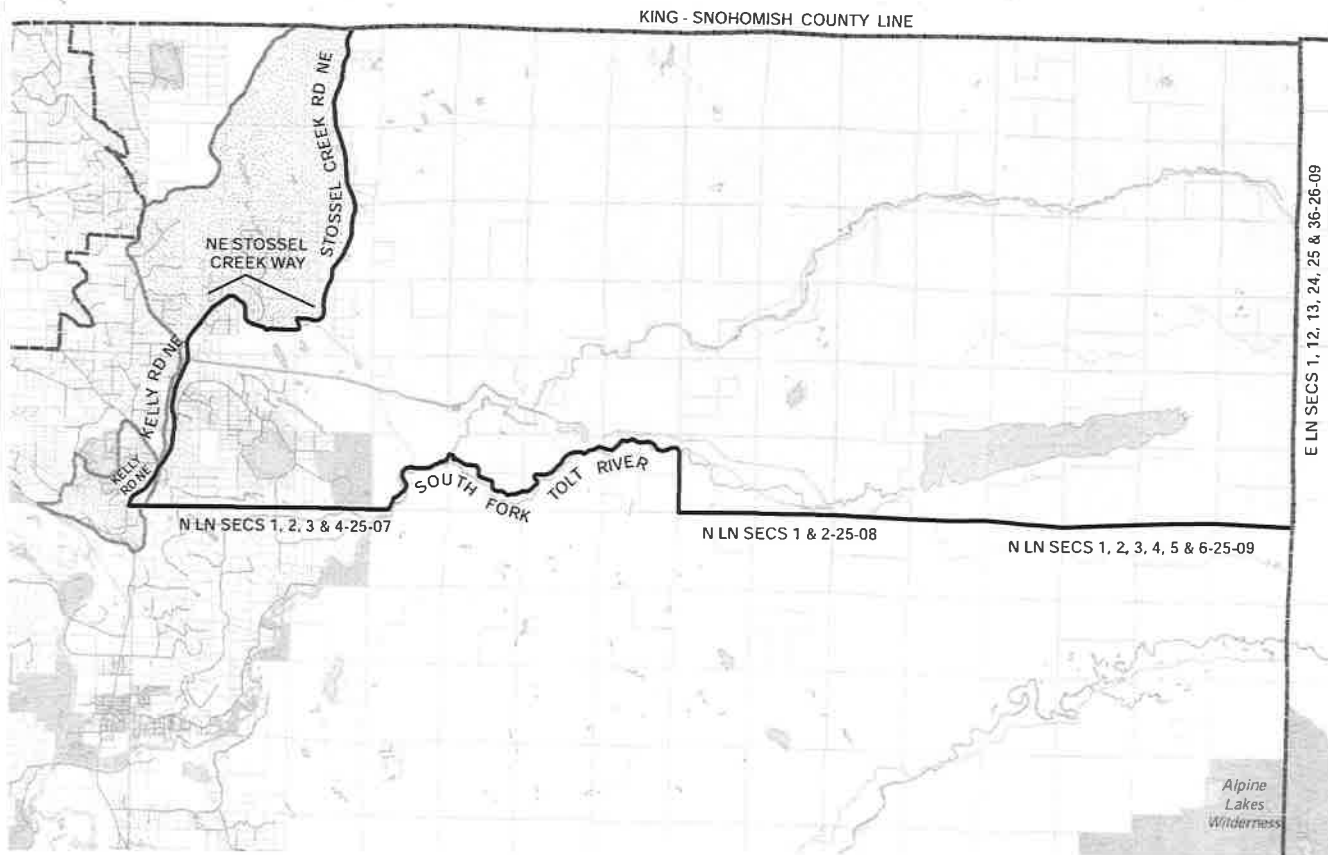 KING - SNOHOMISH COUNTY LINE
STOSSEL CREEK RD NE
NE STOSSEL
CREEK WAY
E LN SECS 1, 12, 13, 24, 25 & 36-26-09
KELLY RD NE
KELLY
RD NE
SOUTH FORK TOLT RIVER
N LN SECS 1, 2, 3 & 4-25-07
N LN SECS 1 & 2-25-08
N LN SECS 1, 2, 3, 4, 5 & 6-25-09
Alpine
Lakes
Wilderness